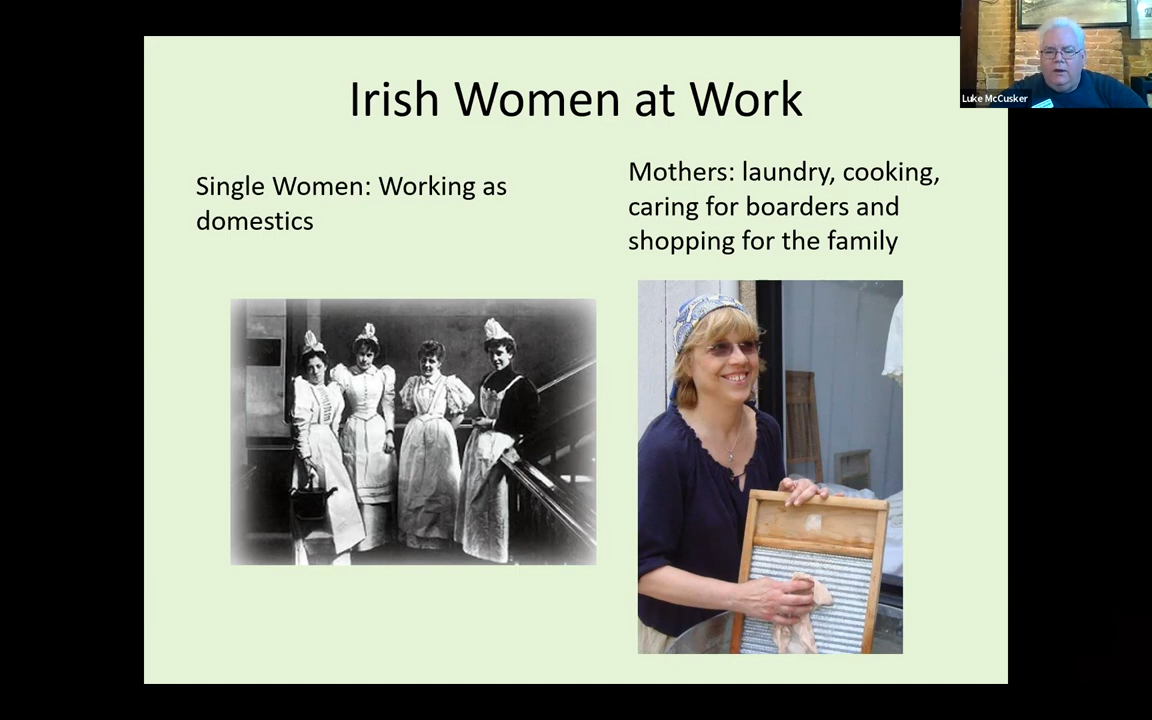 Irish Women at Work
Single Women: Working as
domestics
Mothers: laundry, cooking,
caring for boarders and
shopping for the family
Luke McCusker